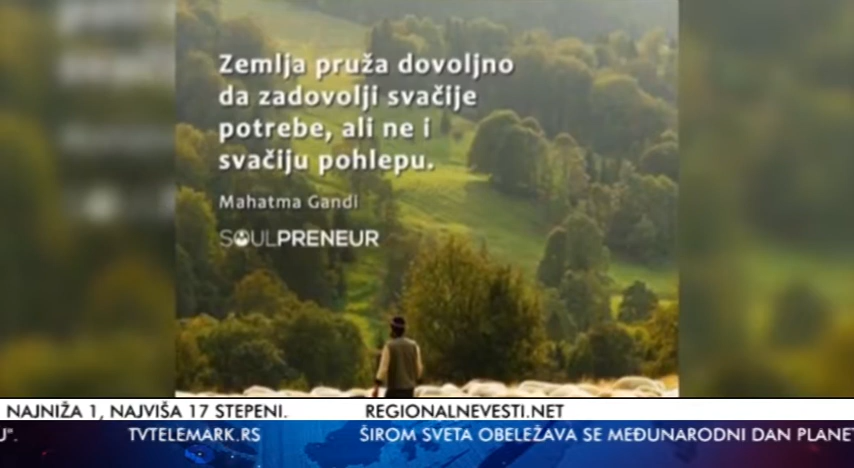 Zemlja pruža dovoljno
da zadovolji svačije
potrebe, ali ne i
svačiju pohlepu.
Mahatma Gandi
SOULPRENEUR
NAJNIŽA 1, NAJVIŠA 17 STEPENI. REGIONALNEVESTI.NET
U". TVTELEMARK.RS ŠIROM SVETA OBELEŽAVA SE MEĐUNARODNI DAN PLANET